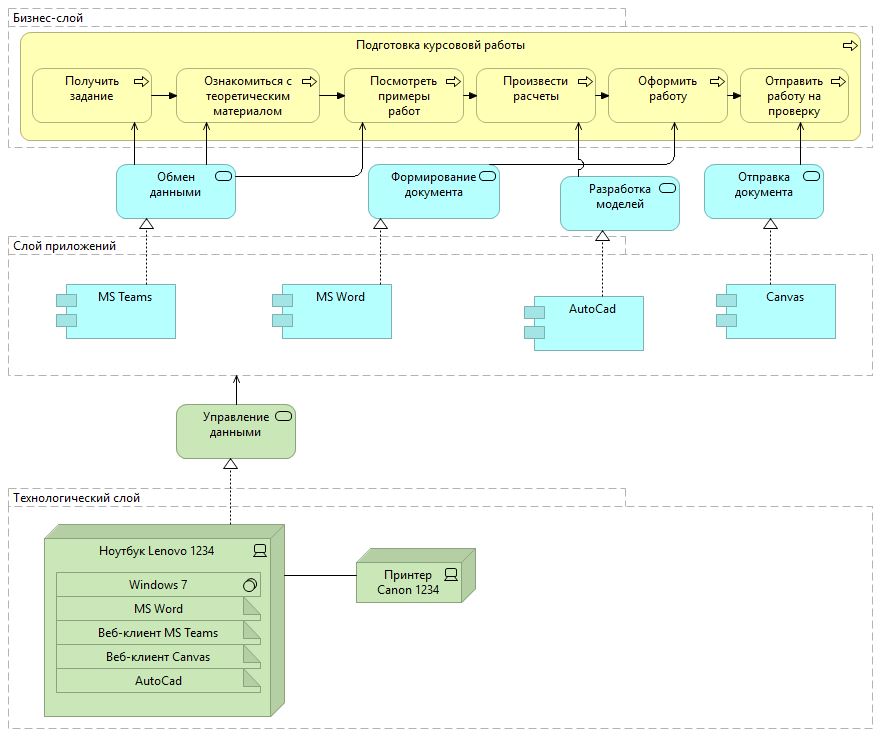 Бизнес-слой
Подготовка курсововй работы
Получить
задание
Ознакомиться с
теоретическим
материалом
Посмотреть
примеры
работ
Произвести
расчеты
Оформить
работу
Отправить
работу на
проверку
Обмен
данными
Формирование
документа
Разработка
моделей
Отправка
документа
Слой приложений
MS Teams
MS Word
AutoCad
Canvas
Управление
данными
Технологический слой
Ноутбук Lenovo 1234
Windows 7
MS Word
Веб-клиент MS Teams
Веб-клиент Canvas
AutoCad
Принтер
Canon 1234